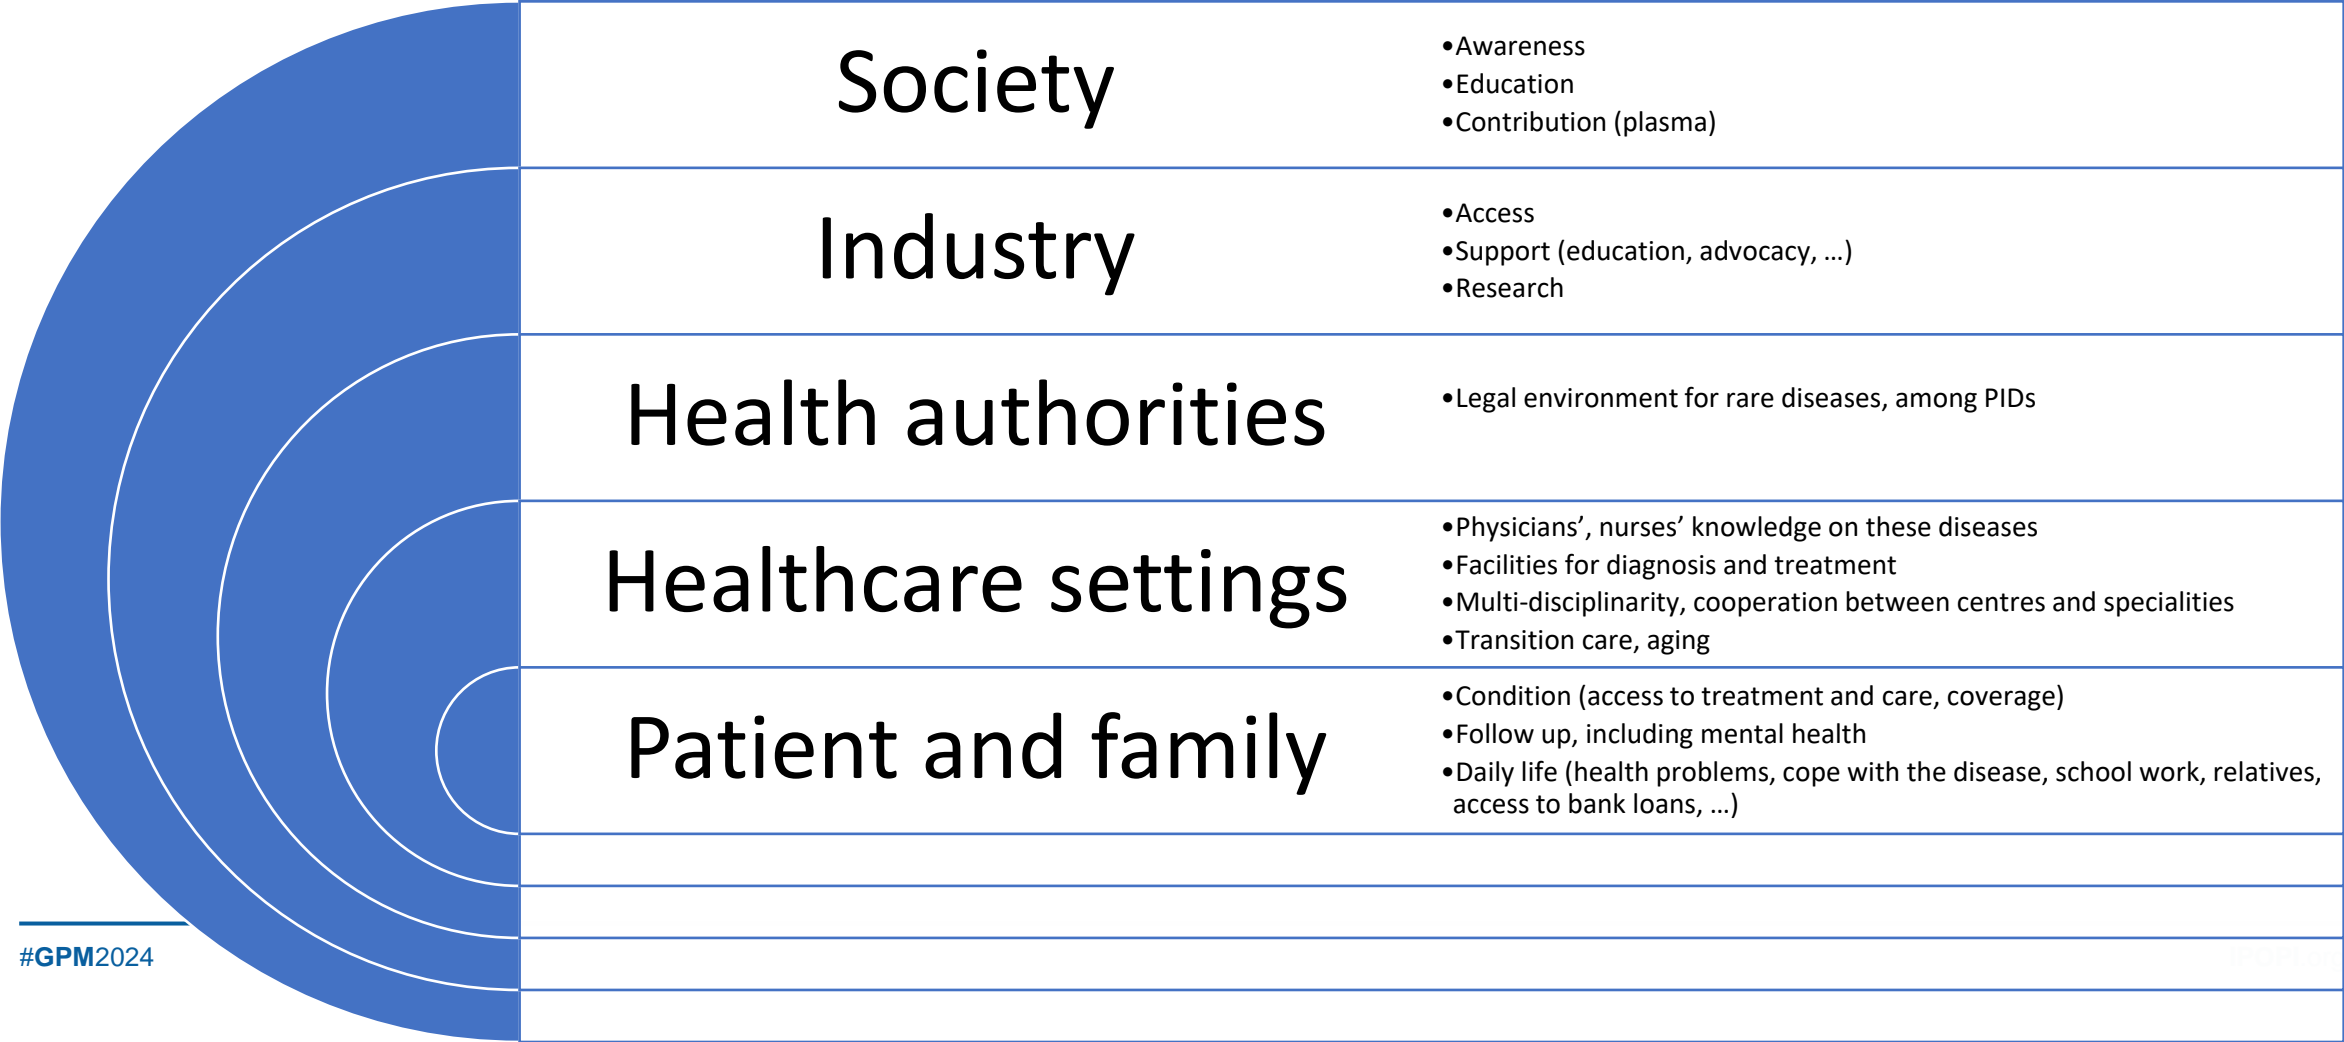 Society
•Awareness
•Education
•Contribution (plasma)
Industry
•Access
•Support (education, advocacy, …)
•Research
Health authorities
•Legal environment for rare diseases, among PIDs
Healthcare settings
•Physicians’, nurses’ knowledge on these diseases
•Facilities for diagnosis and treatment
•Multi-disciplinarity, cooperation between centres and specialities
•Transition care, aging
Patient and family
•Condition (access to treatment and care, coverage)
•Follow up, including mental health
•Daily life (health problems, cope with the disease, school work, relatives,
access to bank loans, …)
#GPM2024